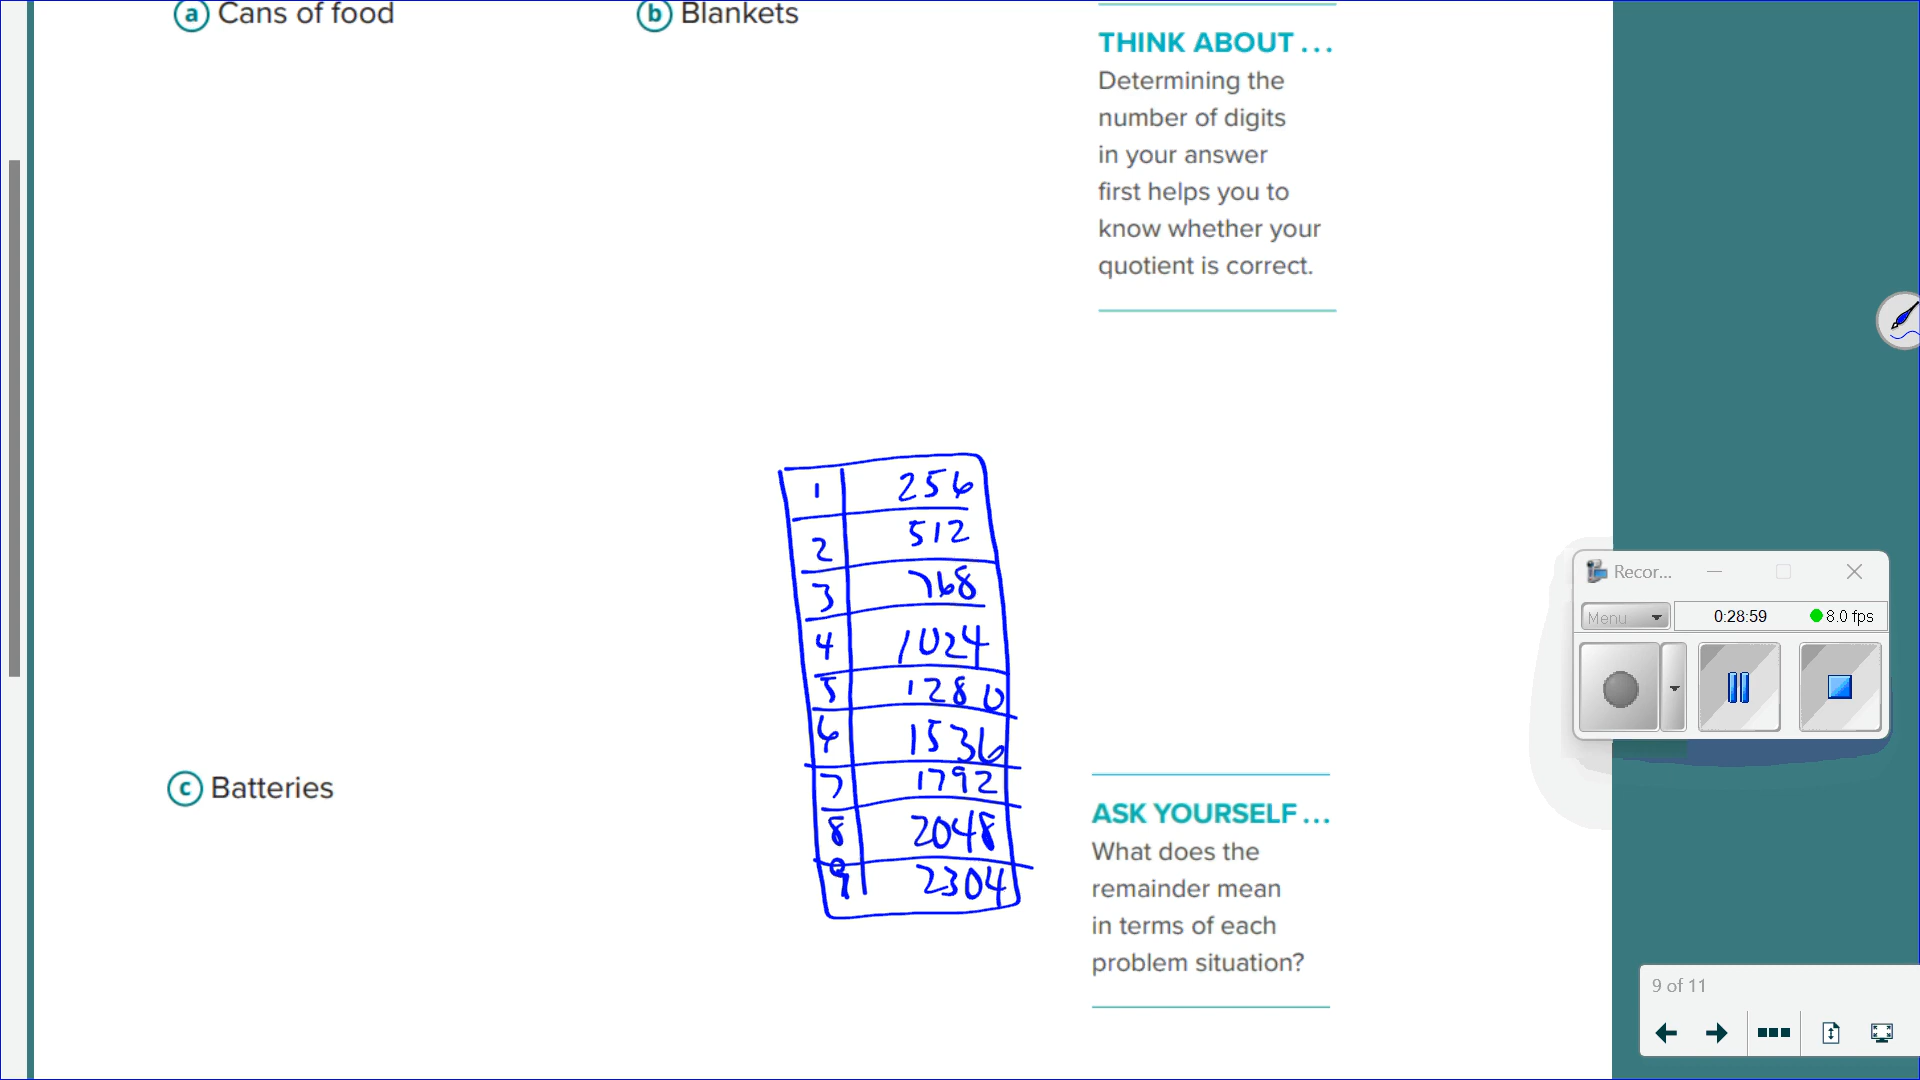 a Cans of food
b Blankets
THINK ABOUT ...
Determining the
number of digits
in your answer
first helps you to
know whether your
quotient is correct.
1 256
2 512
3 768
4 1024
5 1280
6 1536
7 1792
8 2048
9 2304
c Batteries
ASK YOURSELF ...
What does the
remainder mean
in terms of each
problem situation?
Recor...
Menu 0:28:59 8.0 fps
9 of 11